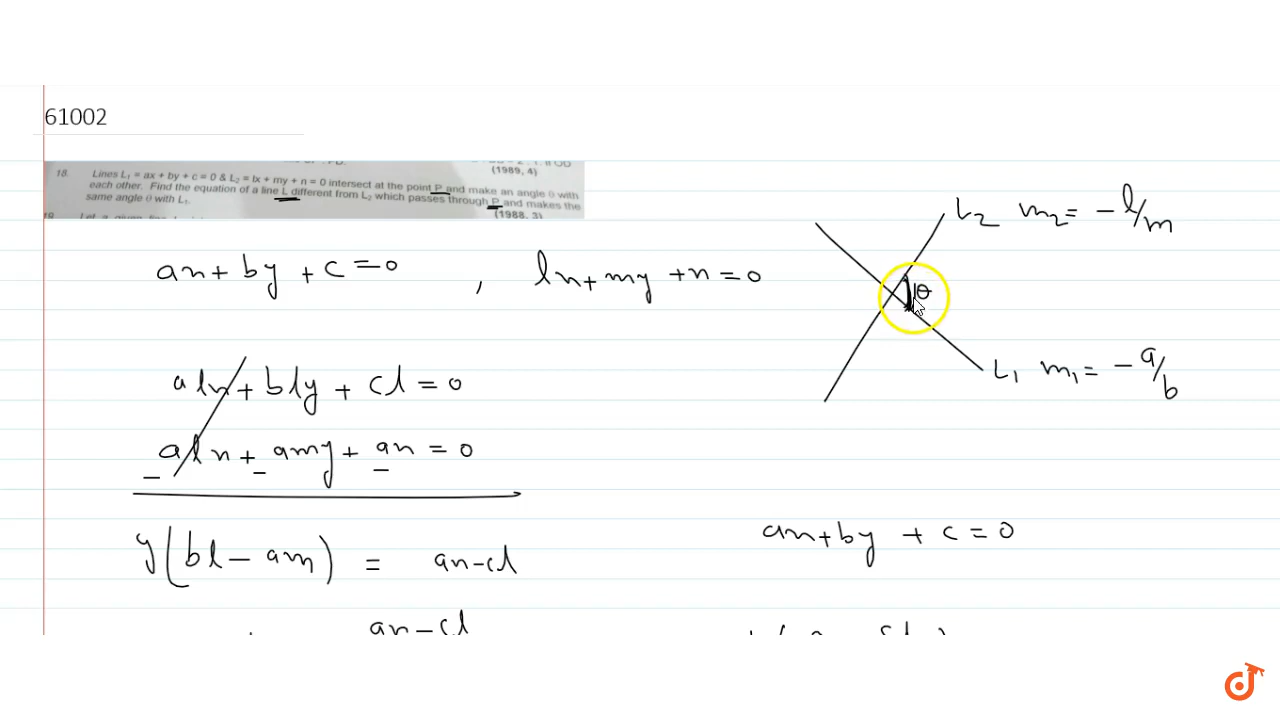 61002
(1989, 4)
18. Lines L₁ = ax + by + c = 0 & L₂ = lx + my + n = 0 intersect at the point P and make an angle θ with
each other. Find the equation of a line L different from L₂ which passes through P and makes the
same angle θ with L₁.
(1988, 3)
L₂ m₂ = -l/m
ax + by + c = 0 , lx + my + n = 0
θ
L₁ m₁ = -a/b
alx + bly + cl = 0
alx + amy + an = 0
− − −
y(bl - am) = an - cl
ax + by + c = 0
an - cl